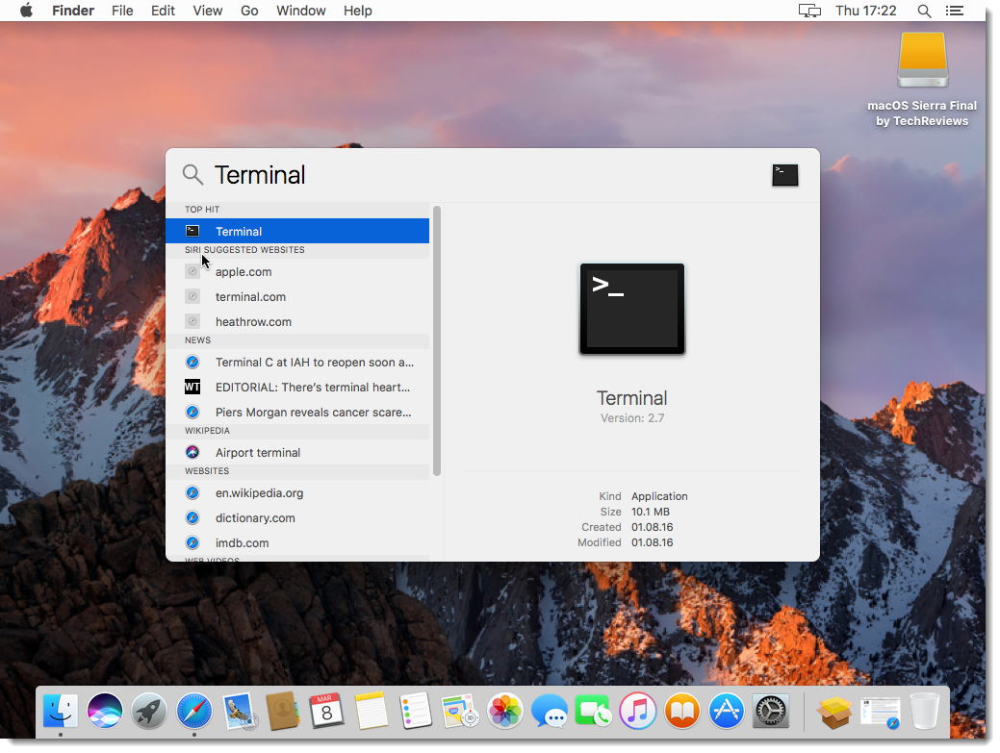 Finder File Edit View Go Window Help Thu 17:22
macOS Sierra Final
by TechReviews
Terminal
>_
TOP HIT
>_ Terminal
SIRI SUGGESTED WEBSITES
apple.com
terminal.com
heathrow.com
NEWS
Terminal C at IAH to reopen soon a...
WT EDITORIAL: There's terminal heart...
Piers Morgan reveals cancer scare...
WIKIPEDIA
Airport terminal
WEBSITES
en.wikipedia.org
dictionary.com
imdb.com
WEB VIDEOS
>_
Terminal
Version: 2.7
Kind Application
Size 10.1 MB
Created 01.08.16
Modified 01.08.16
MAR
8